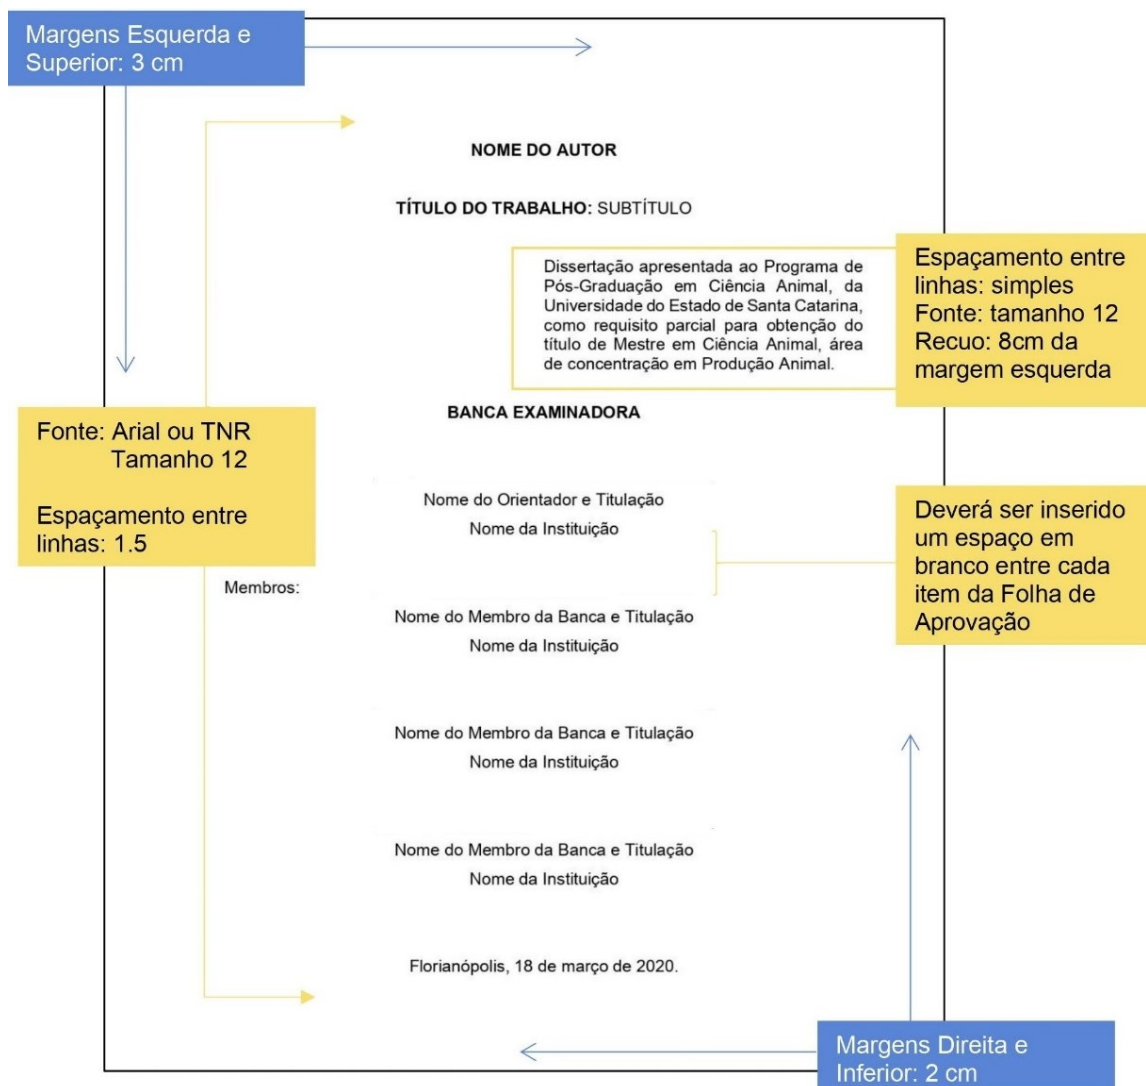 Margens Esquerda e
Superior: 3 cm
NOME DO AUTOR
TÍTULO DO TRABALHO: SUBTÍTULO
Dissertação apresentada ao Programa de
Pós-Graduação em Ciência Animal, da
Universidade do Estado de Santa Catarina,
como requisito parcial para obtenção do
título de Mestre em Ciência Animal, área
de concentração em Produção Animal.
Espaçamento entre
linhas: simples
Fonte: tamanho 12
Recuo: 8cm da
margem esquerda
BANCA EXAMINADORA
Fonte: Arial ou TNR
Tamanho 12
Espaçamento entre
linhas: 1.5
Nome do Orientador e Titulação
Nome da Instituição
Deverá ser inserido
um espaço em
branco entre cada
item da Folha de
Aprovação
Membros:
Nome do Membro da Banca e Titulação
Nome da Instituição
Nome do Membro da Banca e Titulação
Nome da Instituição
Nome do Membro da Banca e Titulação
Nome da Instituição
Florianópolis, 18 de março de 2020.
Margens Direita e
Inferior: 2 cm